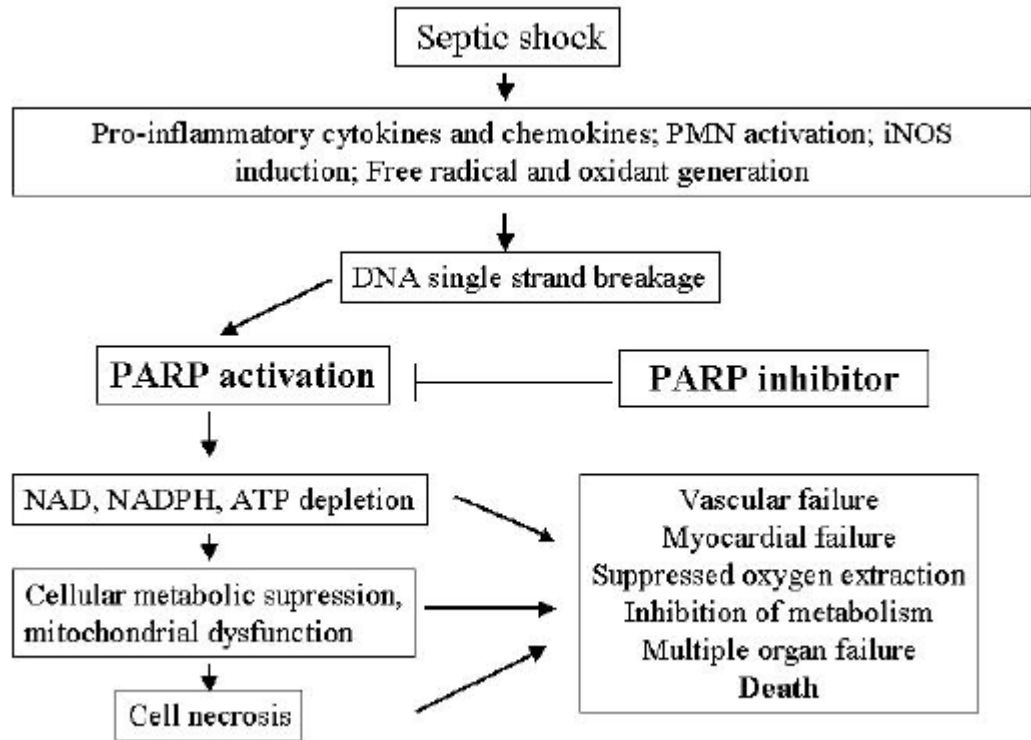 Septic shock
Pro-inflammatory cytokines and chemokines; PMN activation; iNOS
induction; Free radical and oxidant generation
DNA single strand breakage
PARP activation
PARP inhibitor
NAD, NADPH, ATP depletion
Cellular metabolic supression,
mitochondrial dysfunction
Cell necrosis
Vascular failure
Myocardial failure
Suppressed oxygen extraction
Inhibition of metabolism
Multiple organ failure
Death